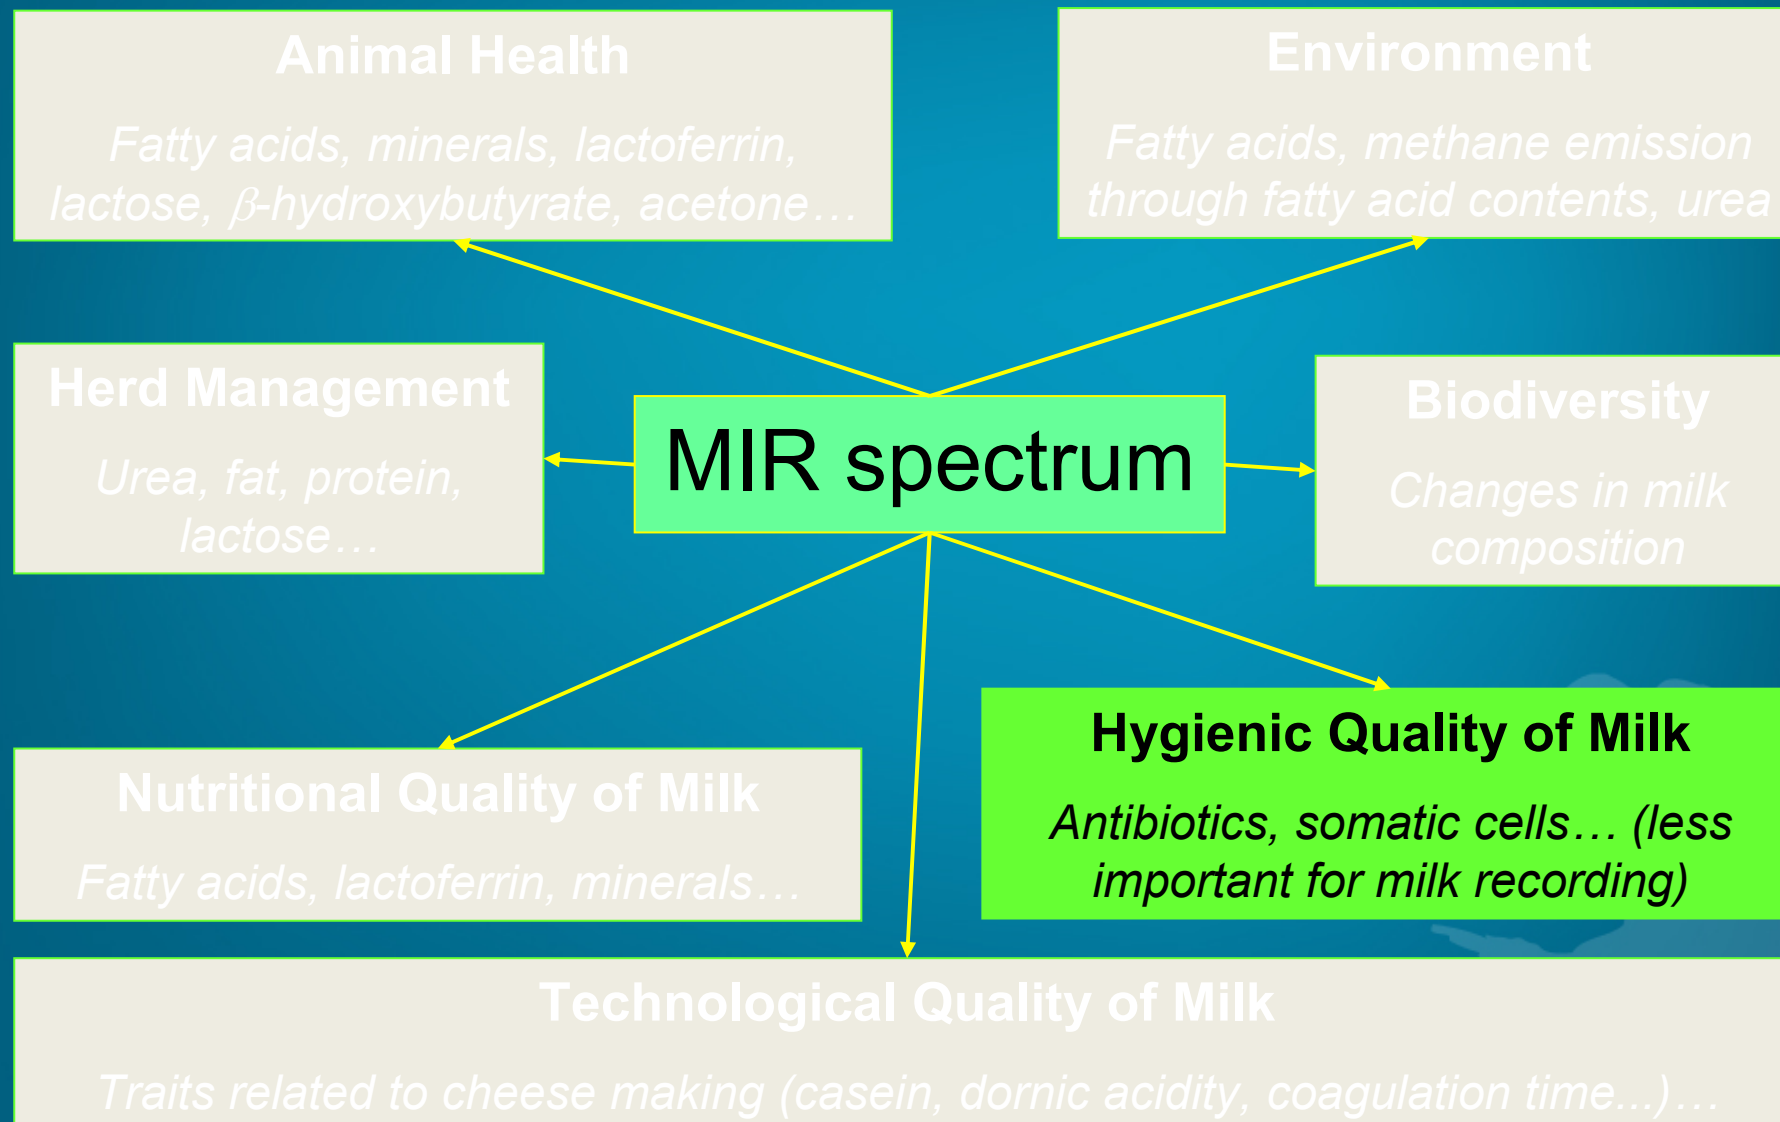 Animal Health
Fatty acids, minerals, lactoferrin,
lactose, β-hydroxybutyrate, acetone…
Environment
Fatty acids, methane emission
through fatty acid contents, urea
Herd Management
Urea, fat, protein,
lactose…
MIR spectrum
Biodiversity
Changes in milk
composition
Nutritional Quality of Milk
Fatty acids, lactoferrin, minerals…
Hygienic Quality of Milk
Antibiotics, somatic cells… (less
important for milk recording)
Technological Quality of Milk
Traits related to cheese making (casein, dornic acidity, coagulation time...)…